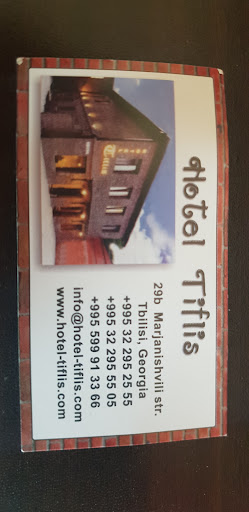 Hotel Tiflis
29b Marjanishvili str.
Tbilisi, Georgia
+995 32 295 25 55
+995 32 295 55 05
+995 599 91 33 66
info@hotel-tiflis.com
www.hotel-tiflis.com